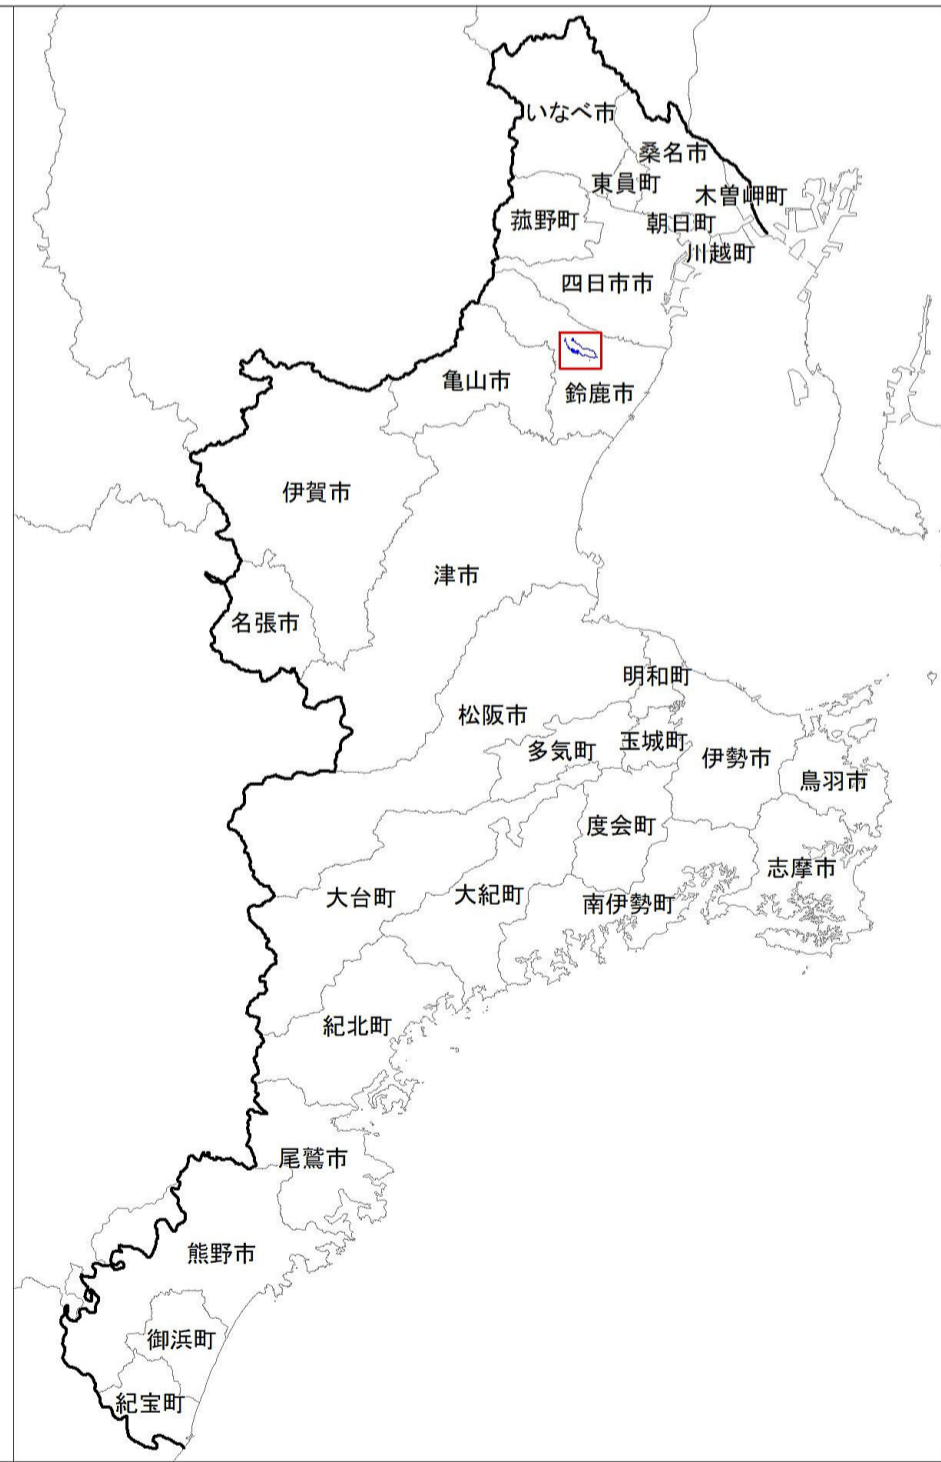 いなべ市
桑名市
東員町
木曽岬町
菰野町
朝日町
川越町
四日市市
亀山市
鈴鹿市
伊賀市
津市
名張市
明和町
松阪市
玉城町
多気町
伊勢市
鳥羽市
度会町
志摩市
大台町
大紀町
南伊勢町
紀北町
尾鷲市
熊野市
御浜町
紀宝町